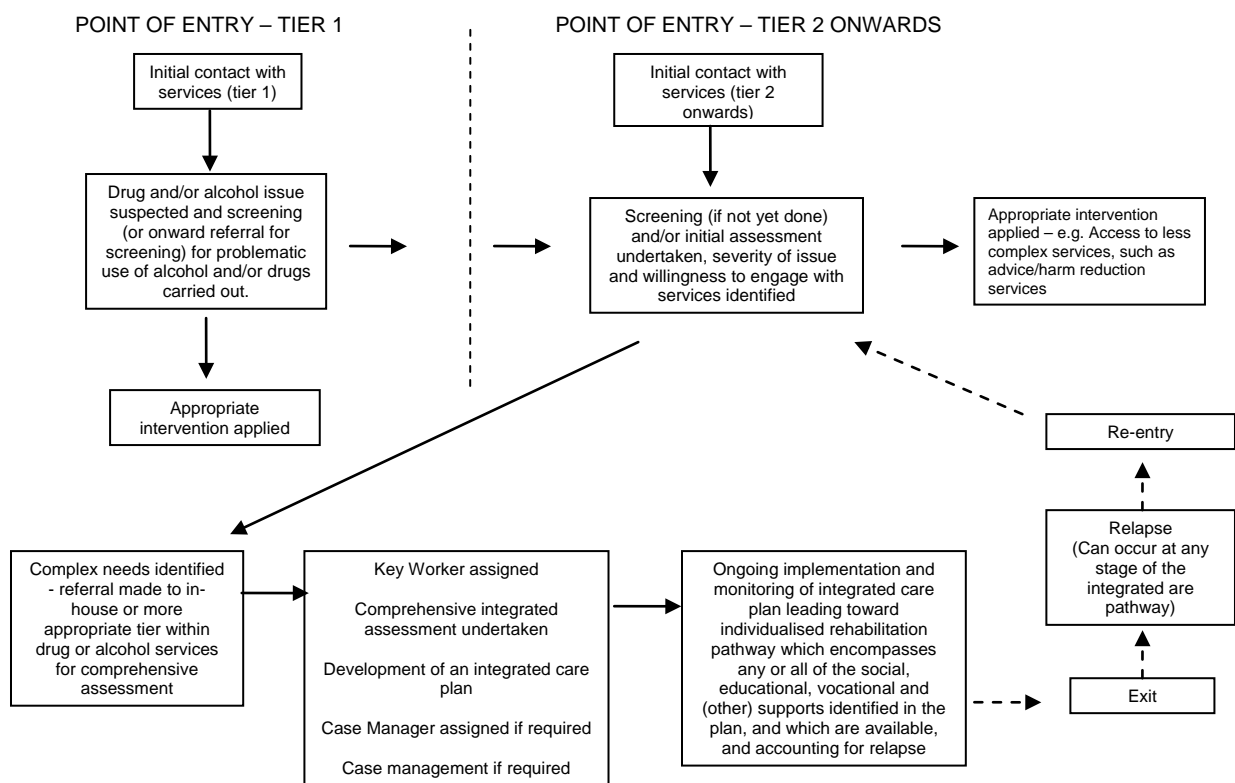 POINT OF ENTRY – TIER 1
POINT OF ENTRY – TIER 2 ONWARDS
Initial contact with
services (tier 1)
Initial contact with
services (tier 2
onwards)
Drug and/or alcohol issue
suspected and screening
(or onward referral for
screening) for problematic
use of alcohol and/or drugs
carried out.
Screening (if not yet done)
and/or initial assessment
undertaken, severity of issue
and willingness to engage with
services identified
Appropriate intervention
applied – e.g. Access to less
complex services, such as
advice/harm reduction
services
Appropriate
intervention applied
Re-entry
Relapse
(Can occur at any
stage of the
integrated are
pathway)
Exit
Complex needs identified
- referral made to in-
house or more
appropriate tier within
drug or alcohol services
for comprehensive
assessment
Key Worker assigned
Comprehensive integrated
assessment undertaken
Development of an integrated care
plan
Case Manager assigned if required
Case management if required
Ongoing implementation and
monitoring of integrated care
plan leading toward
individualised rehabilitation
pathway which encompasses
any or all of the social,
educational, vocational and
(other) supports identified in the
plan, and which are available,
and accounting for relapse